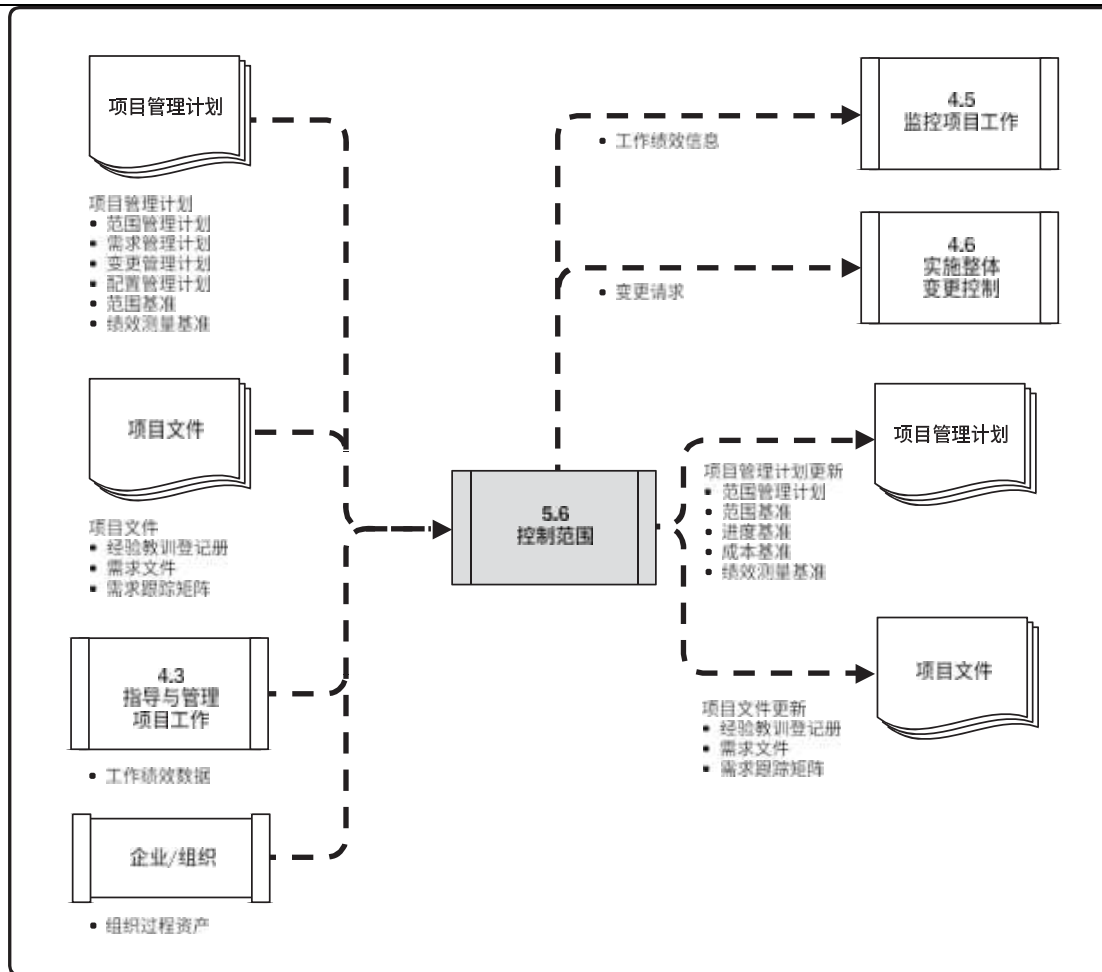 项目管理计划
项目管理计划
• 范围管理计划
• 需求管理计划
• 变更管理计划
• 配置管理计划
• 范围基准
• 绩效测量基准
项目文件
项目文件
• 经验教训登记册
• 需求文件
• 需求跟踪矩阵
4.3
指导与管理
项目工作
• 工作绩效数据
企业/组织
• 组织过程资产
5.6
控制范围
• 工作绩效信息
4.5
监控项目工作
• 变更请求
4.6
实施整体
变更控制
项目管理计划
项目管理计划更新
• 范围管理计划
• 范围基准
• 进度基准
• 成本基准
• 绩效测量基准
项目文件
项目文件更新
• 经验教训登记册
• 需求文件
• 需求跟踪矩阵